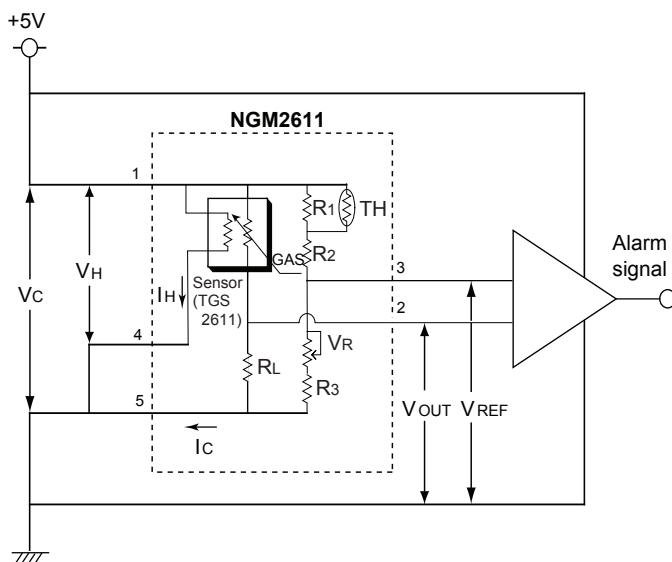 +5V
NGM2611
1
R1
TH
R2
GAS
3
Alarm
signal
VH
VC
IH
Sensor
(TGS
2611)
2
4
VR
RL
R3
5
IC
VOUT
VREF